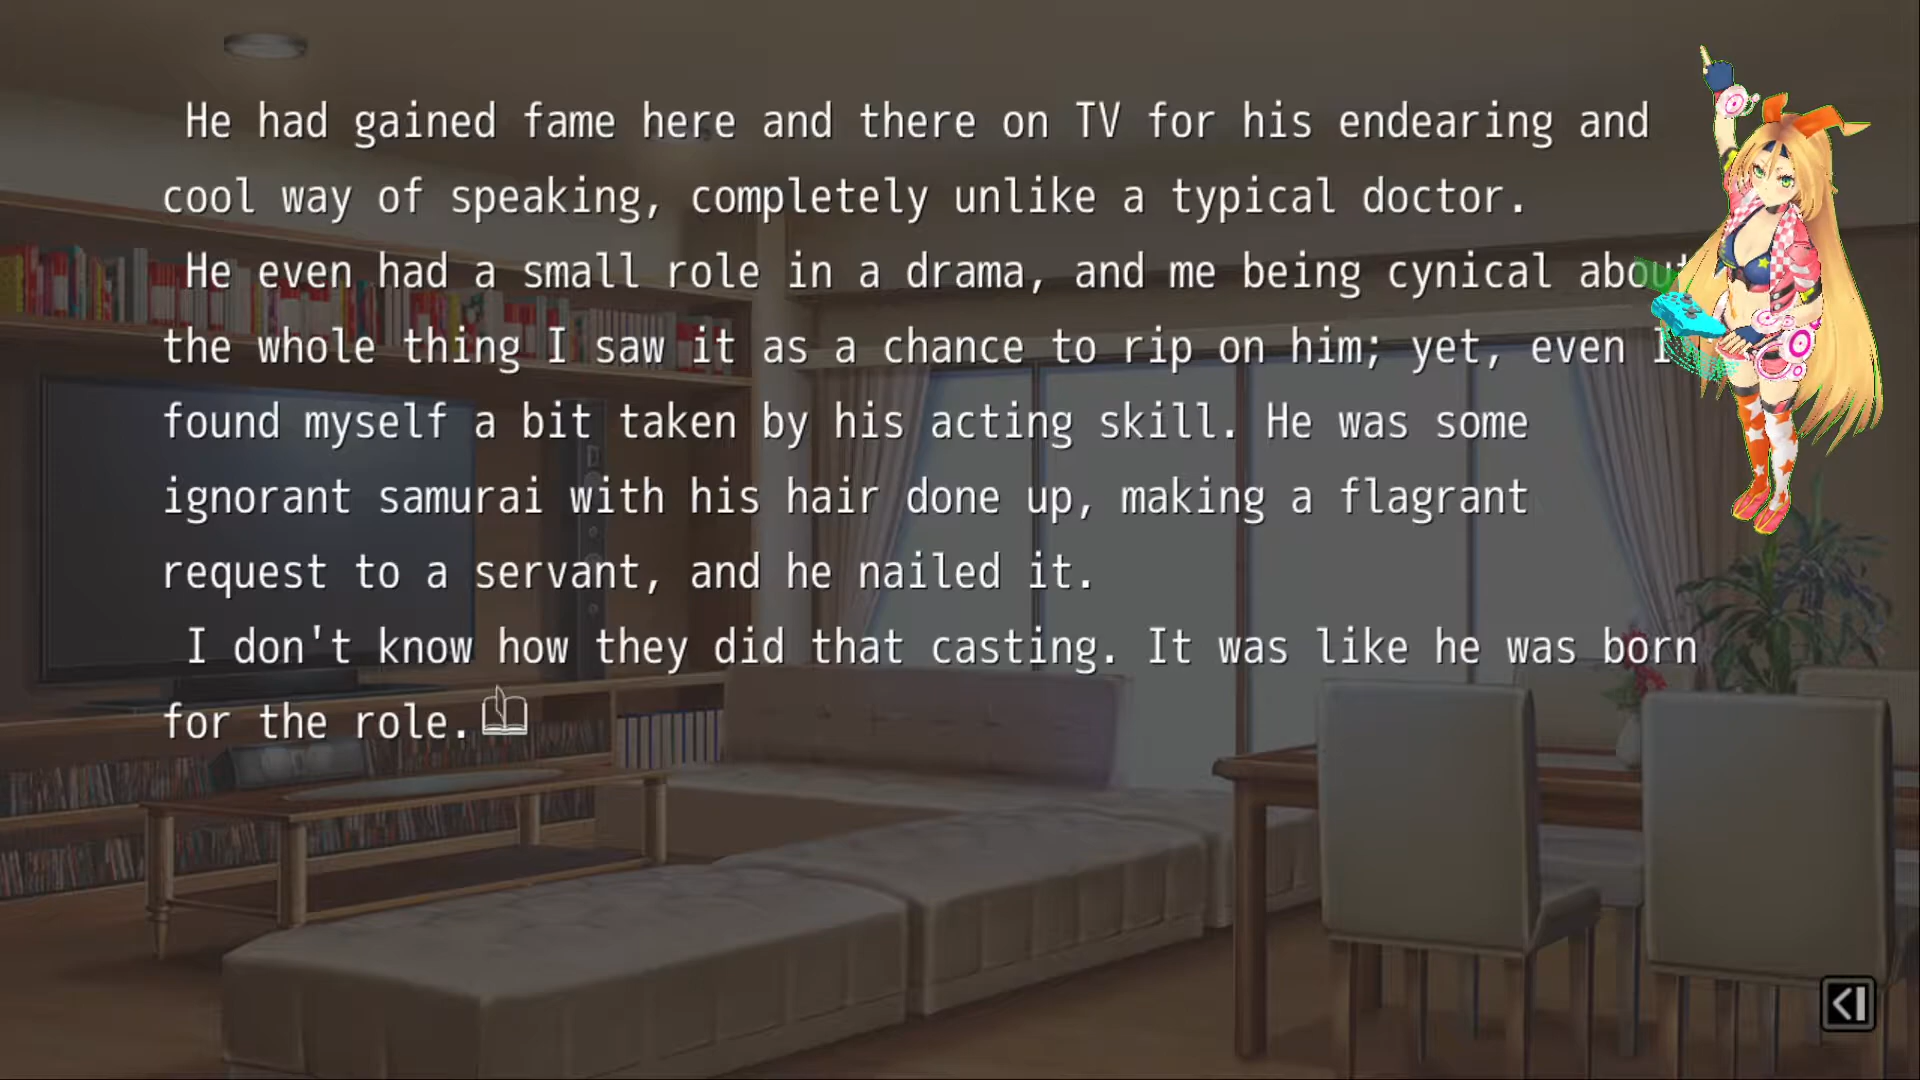 He had gained fame here and there on TV for his endearing and
cool way of speaking, completely unlike a typical doctor.
He even had a small role in a drama, and me being cynical about
the whole thing I saw it as a chance to rip on him; yet, even I
found myself a bit taken by his acting skill. He was some
ignorant samurai with his hair done up, making a flagrant
request to a servant, and he nailed it.
I don't know how they did that casting. It was like he was born
for the role.